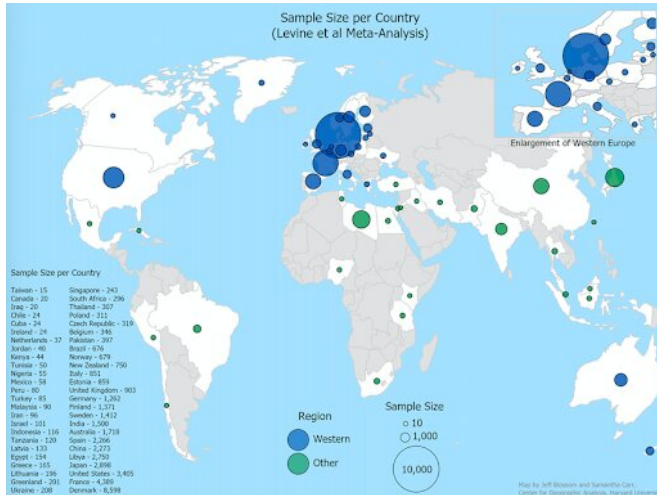 Sample Size per Country
(Levine et al Meta-Analysis)
Enlargement of Western Europe
Sample Size per Country
Taiwan - 15
Canada - 20
Iraq - 20
Chile - 24
Cuba - 24
Ireland - 24
Netherlands - 37
Jordan - 40
Kenya - 44
Tunisia - 50
Nigeria - 55
Mexico - 58
Peru - 80
Turkey - 85
Malaysia - 90
Iran - 96
Israel - 101
Indonesia - 116
Tanzania - 120
Latvia - 133
Egypt - 154
Greece - 165
Lithuania - 196
Greenland - 201
Ukraine - 208
Singapore - 243
South Africa - 296
Thailand - 307
Poland - 311
Czech Republic - 319
Belgium - 346
Pakistan - 397
Brazil - 676
Norway - 679
New Zealand - 750
Italy - 851
Estonia - 859
United Kingdom - 903
Germany - 1,262
Finland - 1,371
Sweden - 1,412
India - 1,500
Australia - 1,718
Spain - 2,266
China - 2,273
Libya - 2,750
Japan - 2,898
United States - 3,405
France - 4,389
Denmark - 8,598
Region
Western
Other
Sample Size
10
1,000
10,000
Map by Jeff Blossom and Samantha Carr,
Center for Geographic Analysis, Harvard Universi